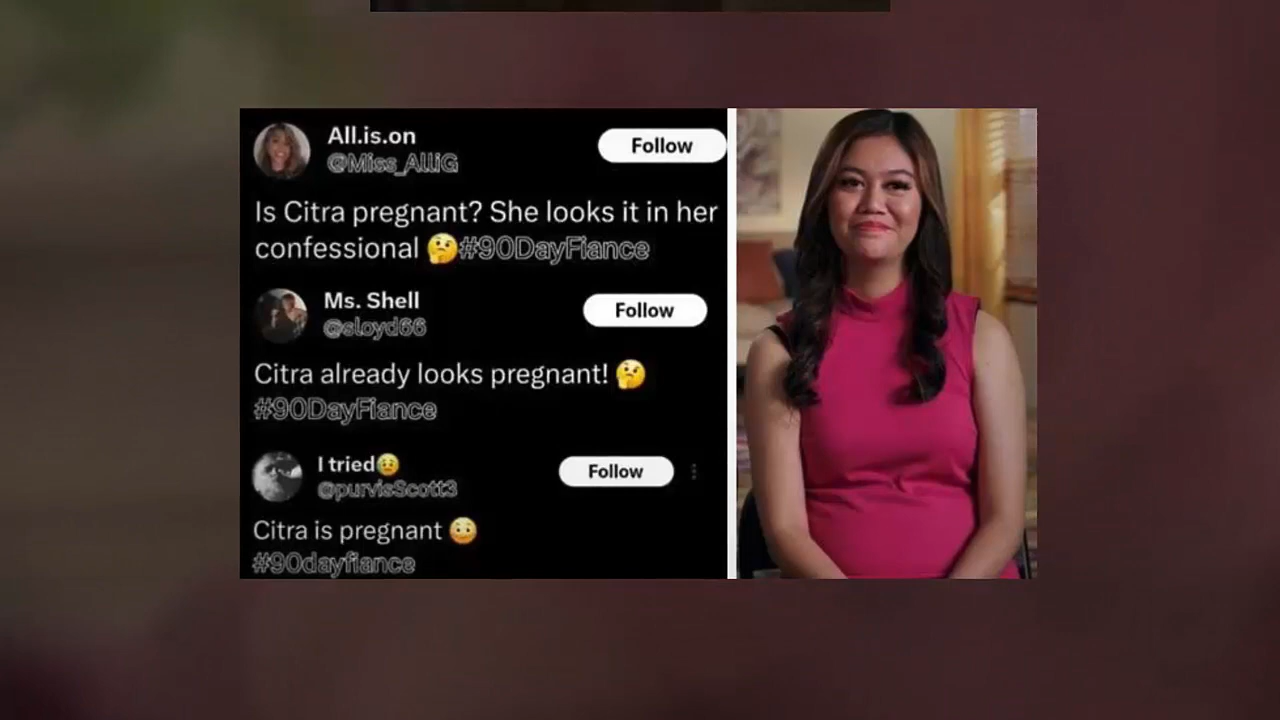 All.is.on
@Miss_AlliG
Follow
Is Citra pregnant? She looks it in her
confessional 🤔#90DayFiance
Ms. Shell
@sloyd66
Follow
Citra already looks pregnant! 🤔
#90DayFiance
I tried😢
@purvisScott3
Follow
Citra is pregnant 😳
#90dayfiance